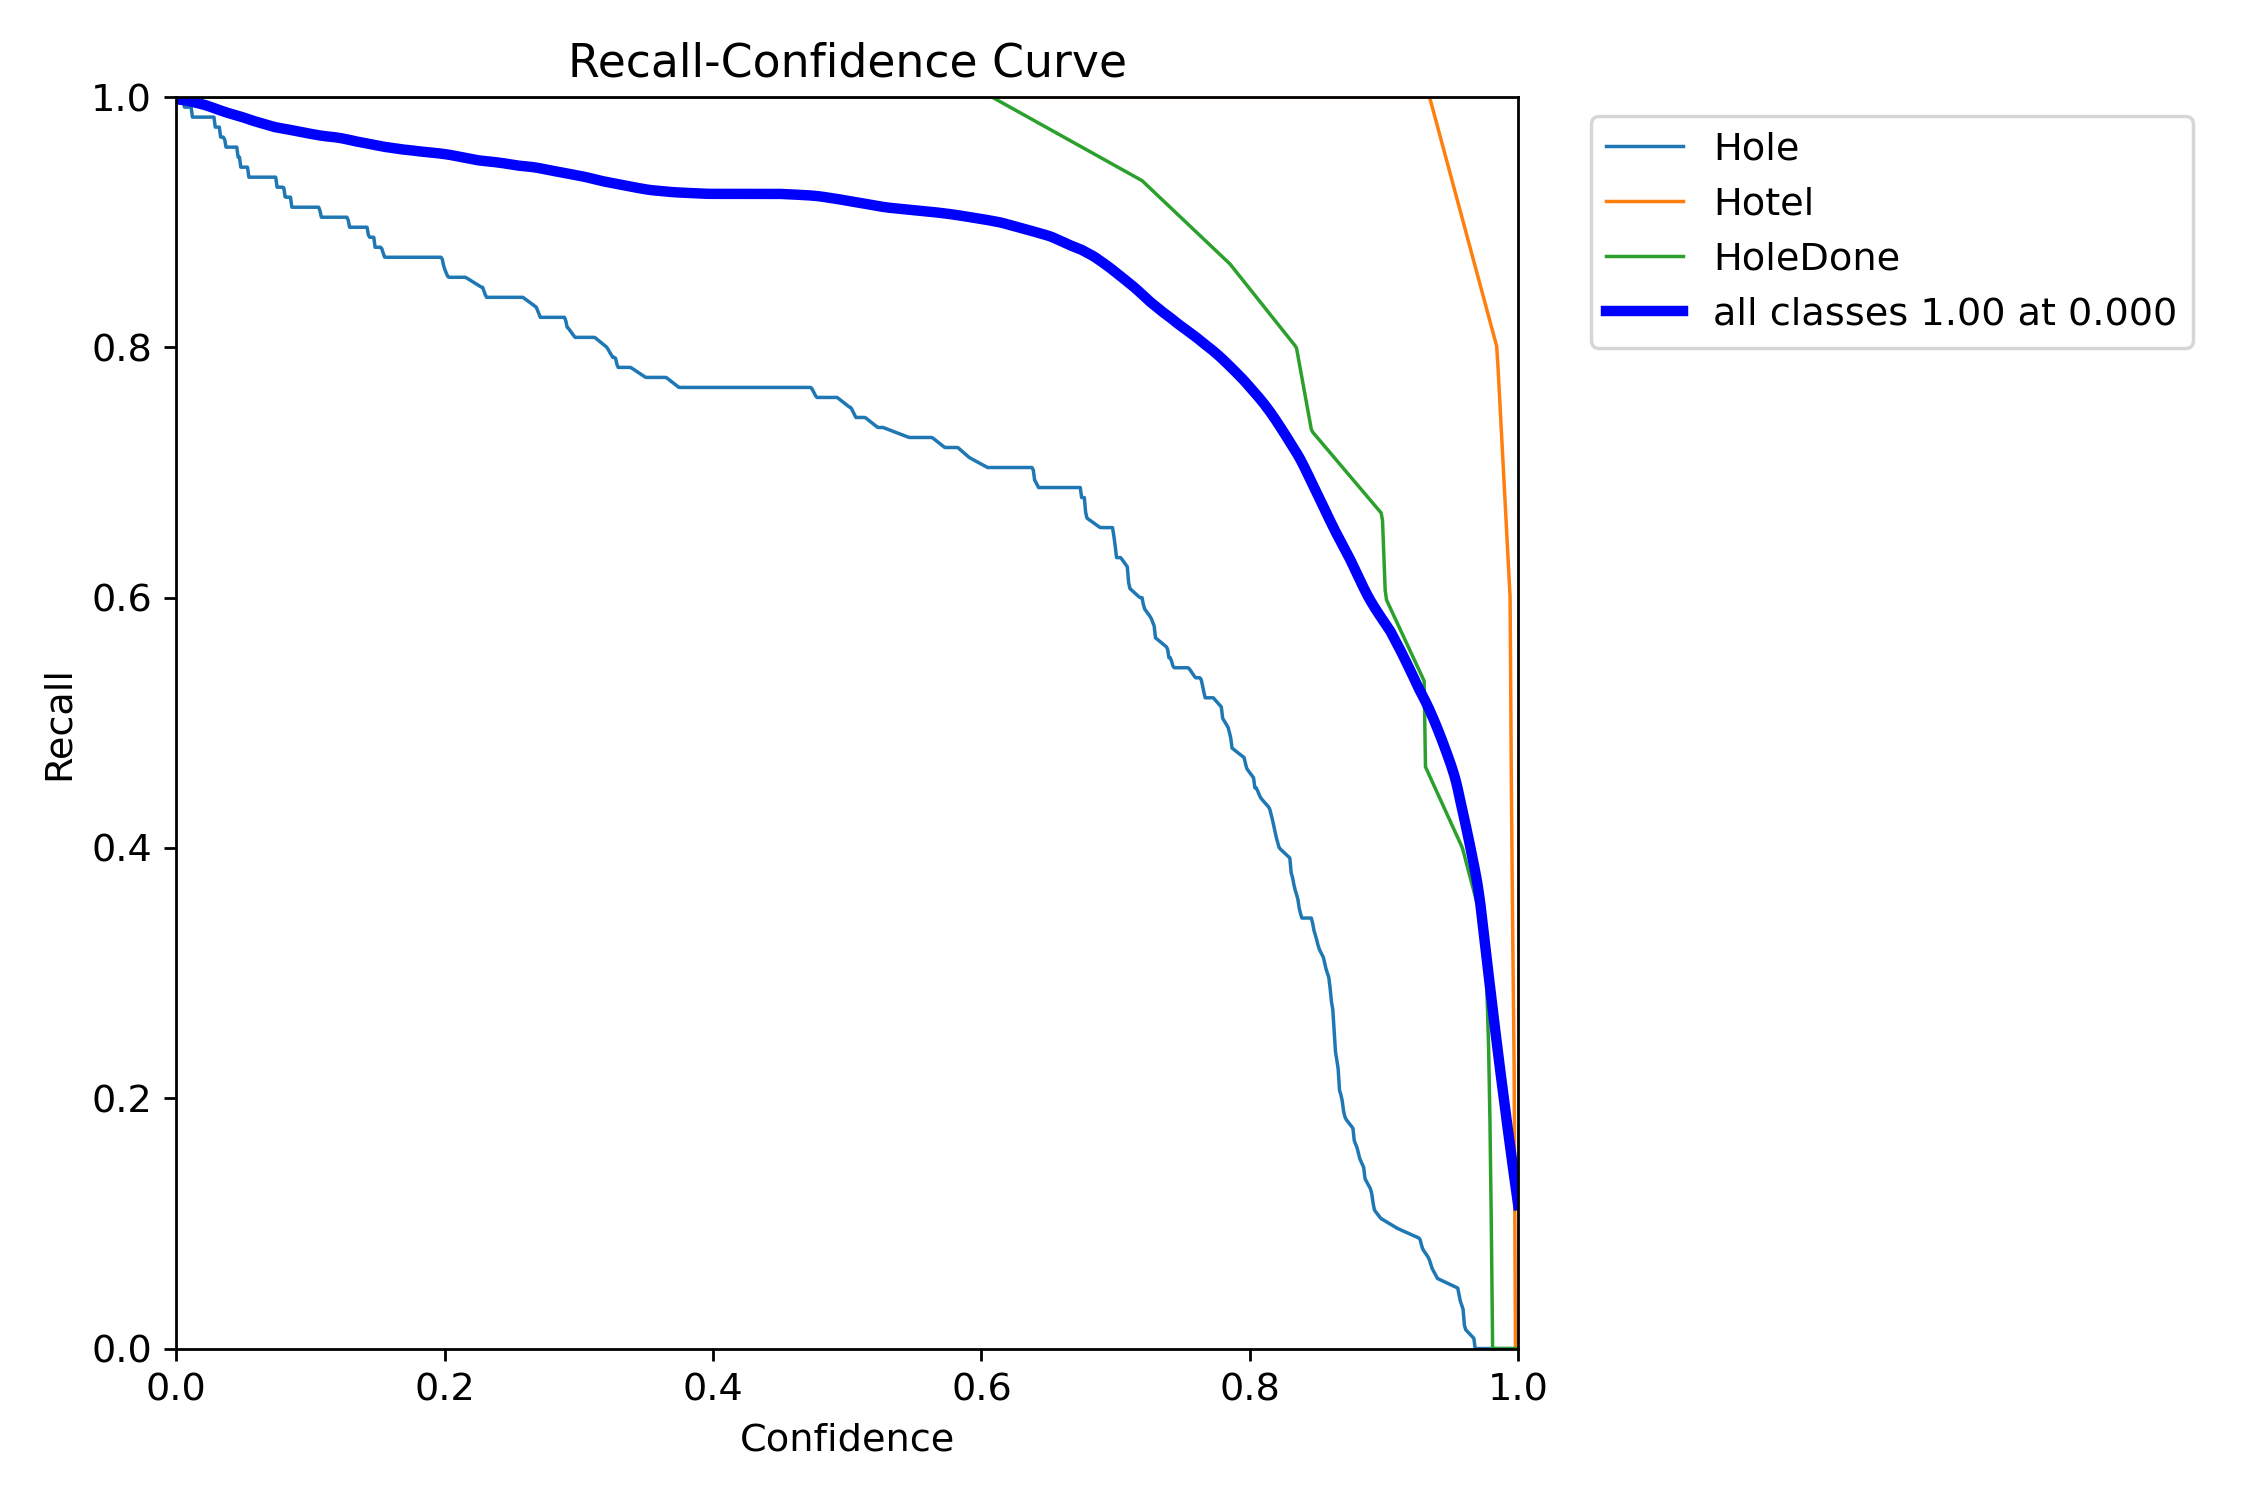 Recall-Confidence Curve
1.0
0.8
0.6
0.4
0.2
0.0
Recall
0.0 0.2 0.4 0.6 0.8 1.0
Confidence
Hole
Hotel
HoleDone
all classes 1.00 at 0.000